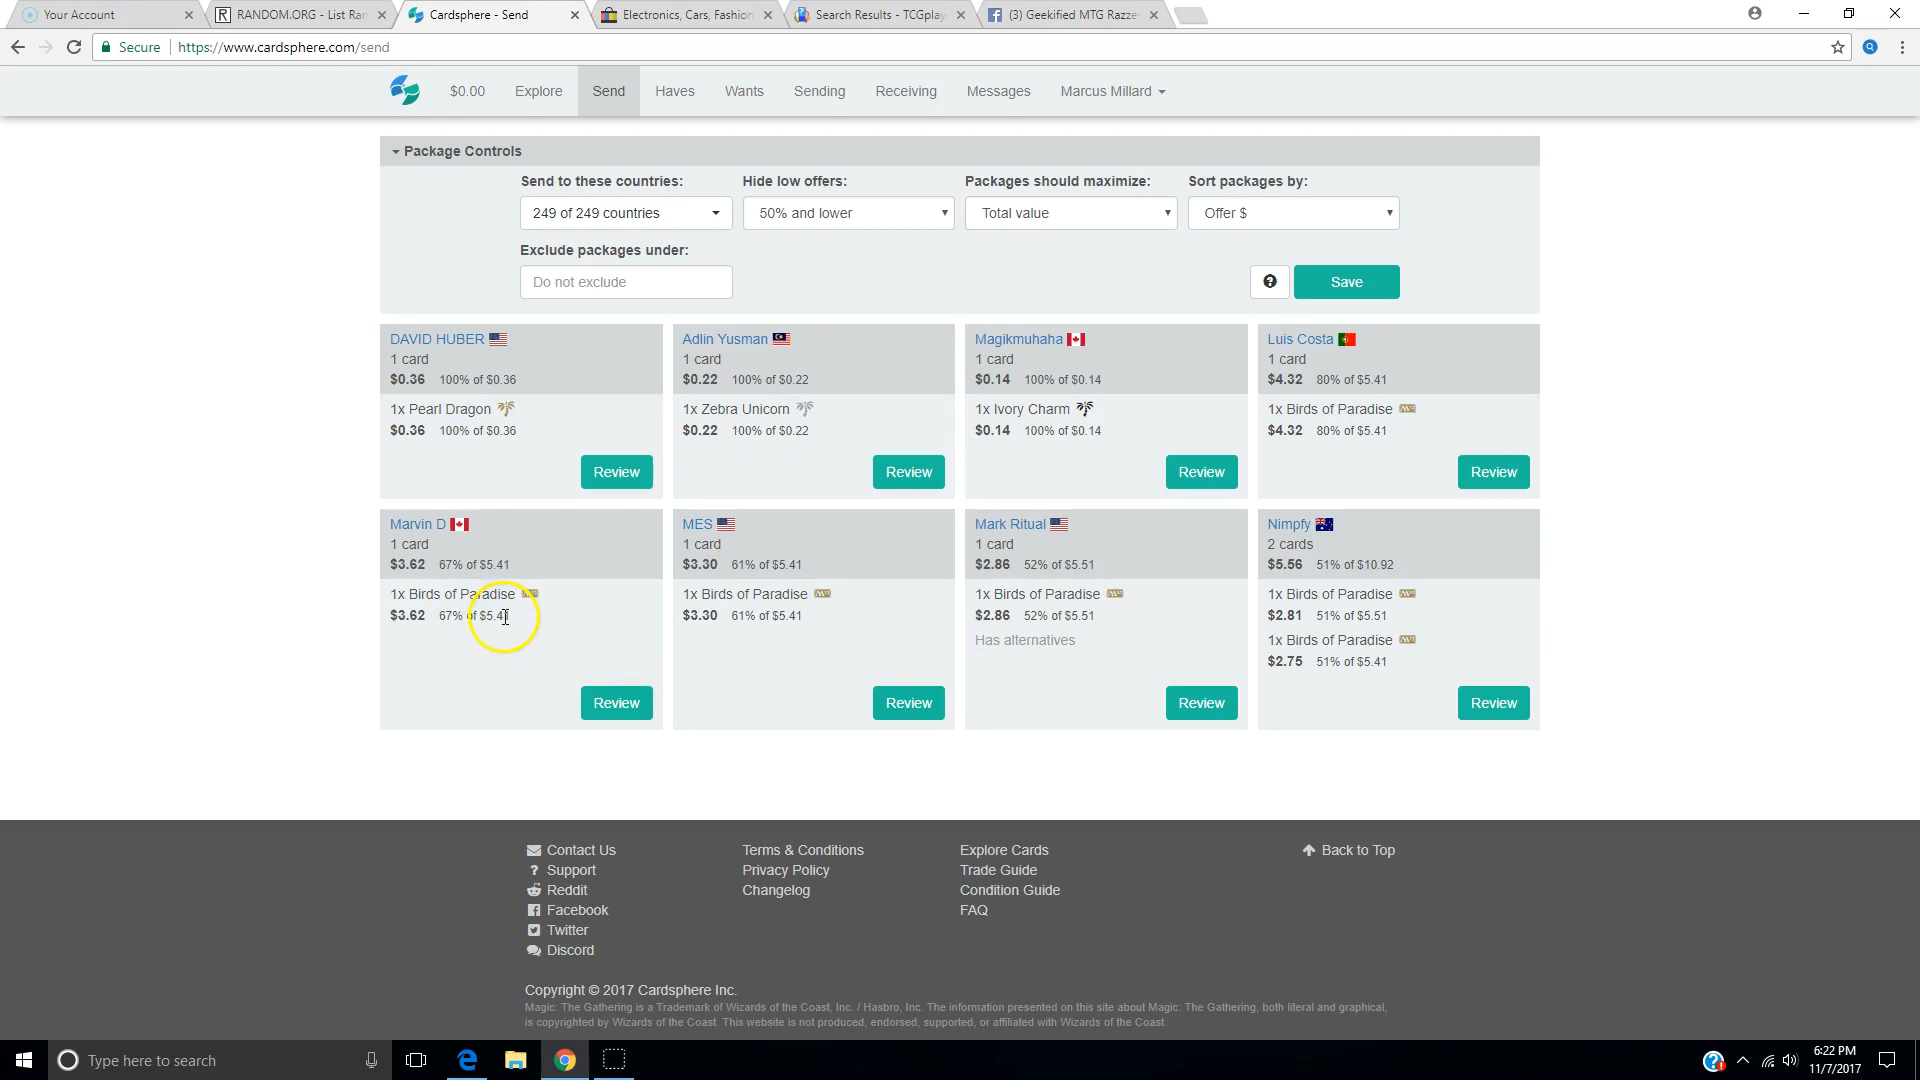 Your Account
RANDOM.ORG - List Ran
Cardsphere - Send
Electronics, Cars, Fashion
Search Results - TCGplay
(3) Geekified MTG Razze
Secure
https://www.cardsphere.com/send
$0.00
Explore
Send
Haves
Wants
Sending
Receiving
Messages
Marcus Millard
Package Controls
Send to these countries:
Hide low offers:
Packages should maximize:
Sort packages by:
249 of 249 countries
50% and lower
Total value
Offer $
Exclude packages under:
Do not exclude
Save
DAVID HUBER
1 card
$0.36 100% of $0.36
1x Pearl Dragon
$0.36 100% of $0.36
Review
Adlin Yusman
1 card
$0.22 100% of $0.22
1x Zebra Unicorn
$0.22 100% of $0.22
Review
Magikmuhaha
1 card
$0.14 100% of $0.14
1x Ivory Charm
$0.14 100% of $0.14
Review
Luis Costa
1 card
$4.32 80% of $5.41
1x Birds of Paradise
$4.32 80% of $5.41
Review
Marvin D
1 card
$3.62 67% of $5.41
1x Birds of Paradise
$3.62 67% of $5.41
Review
MES
1 card
$3.30 61% of $5.41
1x Birds of Paradise
$3.30 61% of $5.41
Review
Mark Ritual
1 card
$2.86 52% of $5.51
1x Birds of Paradise
$2.86 52% of $5.51
Has alternatives
Review
Nimpfy
2 cards
$5.56 51% of $10.92
1x Birds of Paradise
$2.81 51% of $5.51
1x Birds of Paradise
$2.75 51% of $5.41
Review
Contact Us
Support
Reddit
Facebook
Twitter
Discord
Terms & Conditions
Privacy Policy
Changelog
Explore Cards
Trade Guide
Condition Guide
FAQ
Back to Top
Copyright © 2017 Cardsphere Inc.
Magic: The Gathering is a Trademark of Wizards of the Coast, Inc. / Hasbro, Inc. The information presented on this site about Magic: The Gathering, both literal and graphical,
is copyrighted by Wizards of the Coast. This website is not produced, endorsed, supported, or affiliated with Wizards of the Coast.
Type here to search
6:22 PM
11/7/2017